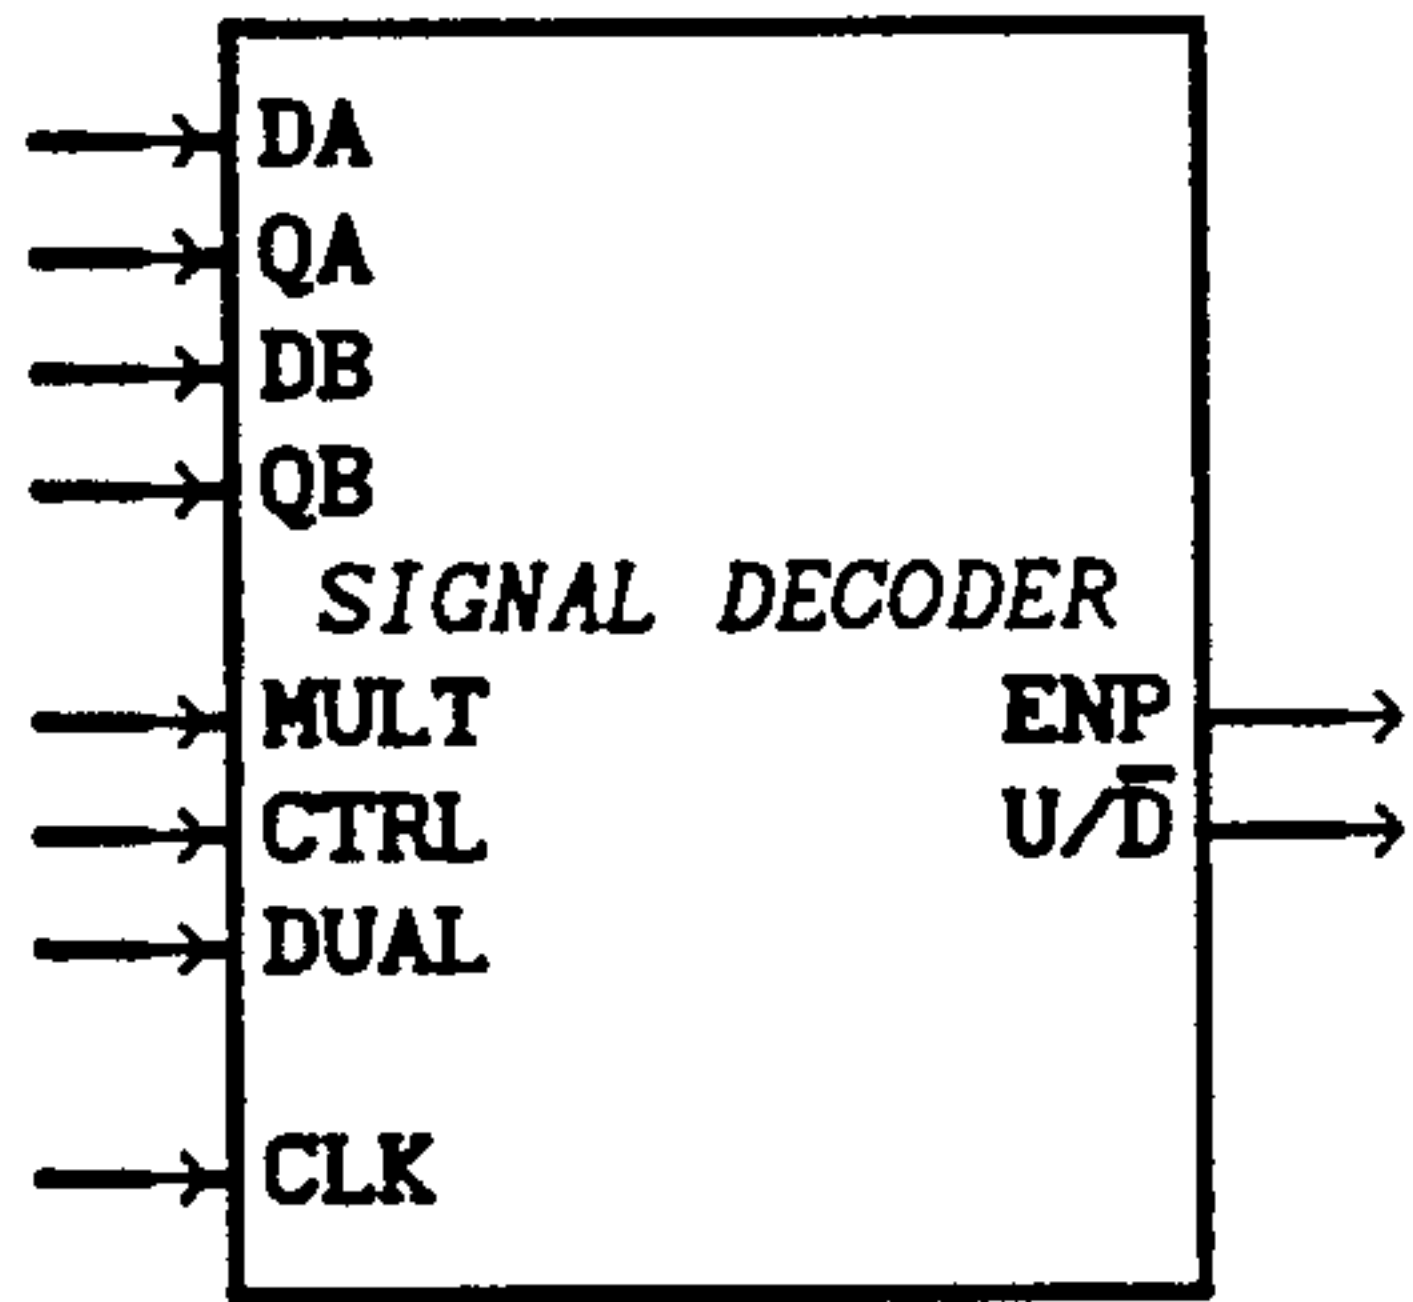 DA
QA
DB
QB
SIGNAL DECODER
MULT ENP
CTRL U/D̅
DUAL
CLK